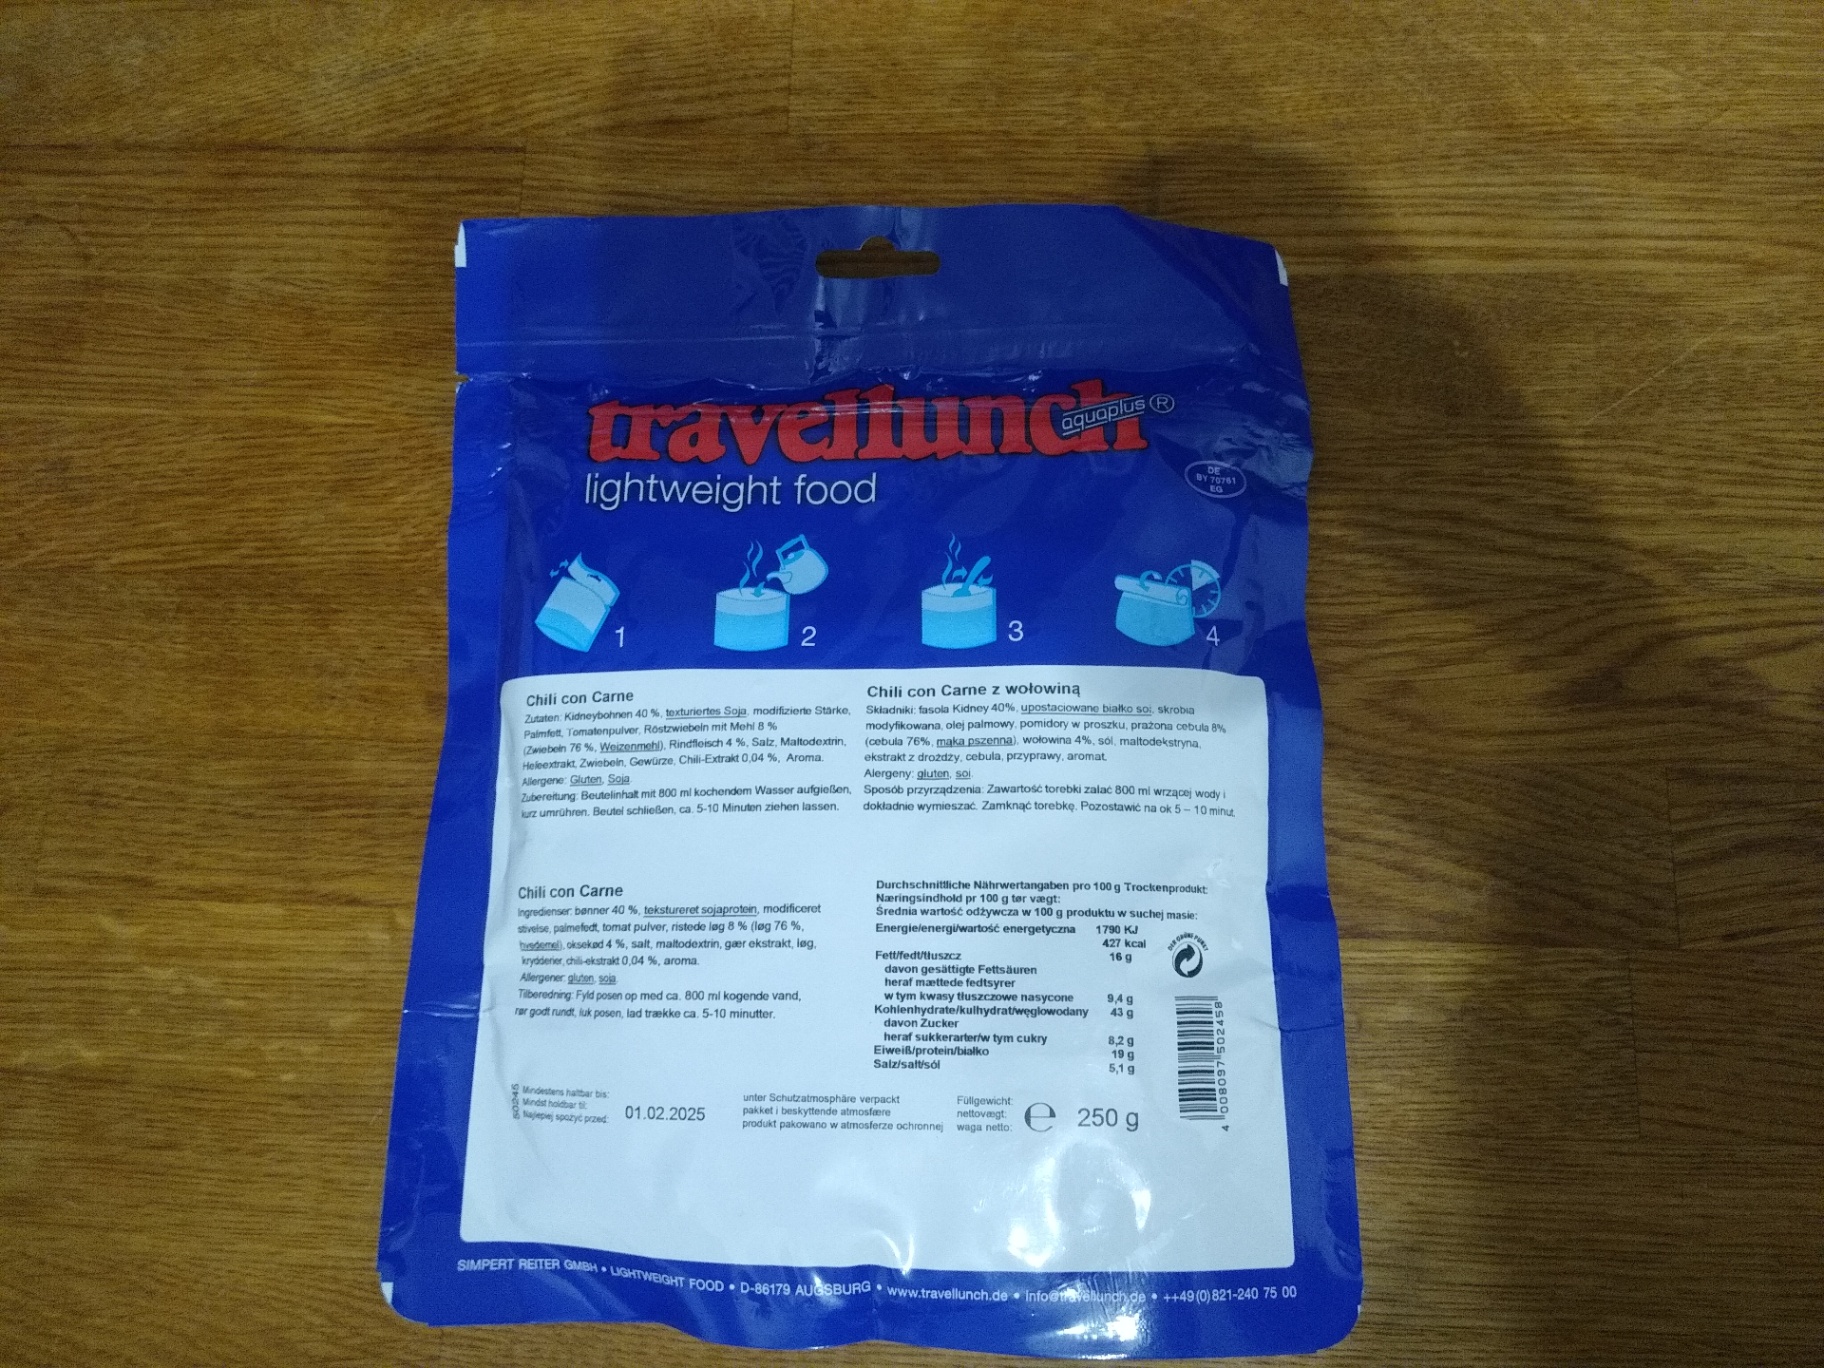 travellunch
aquaplus ®
lightweight food
DE
BY 70761
EG
1
2
3
4
Chili con Carne
Zutaten: Kidneybohnen 40 %, texturiertes Soja, modifizierte Stärke,
Palmfett, Tomatenpulver, Röstzwiebeln mit Mehl 8 %
(Zwiebeln 76 %, Weizenmehl), Rindfleisch 4 %, Salz, Maltodextrin,
Hefeextrakt, Zwiebeln, Gewürze, Chili-Extrakt 0,04 %, Aroma.
Allergene: Gluten, Soja
Zubereitung: Beutelinhalt mit 800 ml kochendem Wasser aufgießen,
kurz umrühren. Beutel schließen, ca. 5-10 Minuten ziehen lassen.
Chili con Carne z wołowiną
Składniki: fasola Kidney 40%, upostaciowane białko soi, skrobia
modyfikowana, olej palmowy, pomidory w proszku, prażona cebula 8%
(cebula 76%, mąka pszenna), wołowina 4%, sól, maltodekstryna,
ekstrakt z drożdży, cebula, przyprawy, aromat.
Alergeny: gluten, soi.
Sposób przyrządzenia: Zawartość torebki zalać 800 ml wrzącej wody i
dokładnie wymieszać. Zamknąć torebkę. Pozostawić na ok 5 – 10 minut.
Chili con Carne
Ingredienser: bønner 40 %, tekstureret sojaprotein, modificeret
stivelse, palmefedt, tomat pulver, ristede løg 8 % (løg 76 %,
hvedemel), oksekød 4 %, salt, maltodextrin, gær ekstrakt, løg,
krydderier, chili-ekstrakt 0,04 %, aroma.
Allergener: gluten, soja
Tilberedning: Fyld posen op med ca. 800 ml kogende vand,
rør godt rundt, luk posen, lad trække ca. 5-10 minutter.
Durchschnittliche Nährwertangaben pro 100 g Trockenprodukt:
Næringsindhold pr 100 g tør vægt:
Średnia wartość odżywcza w 100 g produktu w suchej masie:
Energie/energi/wartość energetyczna 1790 KJ
427 kcal
Fett/fedt/tłuszcz 16 g
davon gesättigte Fettsäuren
heraf mættede fedtsyrer
w tym kwasy tłuszczowe nasycone 9,4 g
Kohlenhydrate/kulhydrat/węglowodany 43 g
davon Zucker
heraf sukkerarter/w tym cukry 8,2 g
Eiweiß/protein/białko 19 g
Salz/salt/sól 5,1 g
DER GRÜNE PUNKT
4 008097 502458
502445
Mindestens haltbar bis:
Mindst holdbar til:
Najlepiej spożyć przed:
01.02.2025
unter Schutzatmosphäre verpackt
pakket i beskyttende atmosfære
produkt pakowano w atmosferze ochronnej
Füllgewicht:
nettovægt:
waga netto:
e 250 g
SIMPERT REITER GMBH • LIGHTWEIGHT FOOD • D-86179 AUGSBURG • www.travellunch.de • info@travellunch.de • ++49(0)821-240 75 00